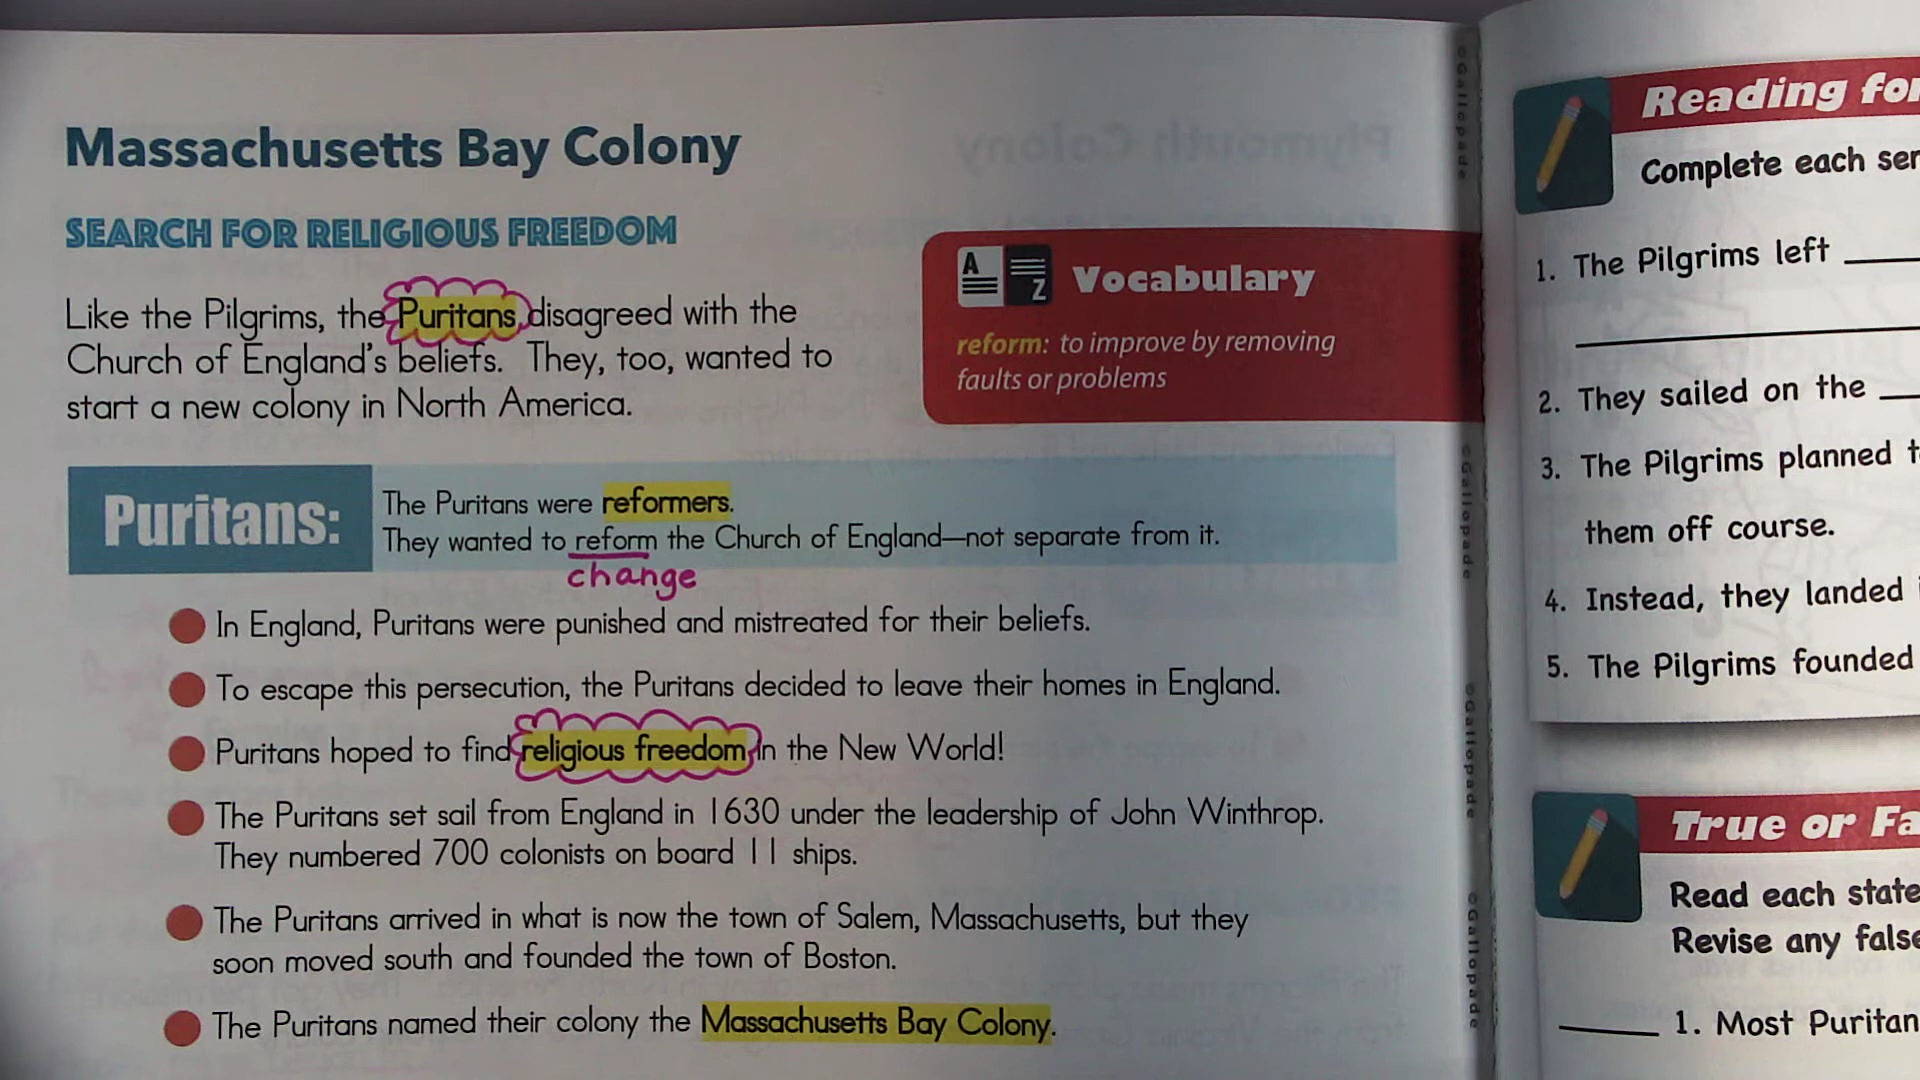 Massachusetts Bay Colony
SEARCH FOR RELIGIOUS FREEDOM
Like the Pilgrims, the Puritans disagreed with the
Church of England's beliefs. They, too, wanted to
start a new colony in North America.
A Z Vocabulary
reform: to improve by removing
faults or problems
Puritans:
The Puritans were reformers.
They wanted to reform the Church of England—not separate from it.
change
In England, Puritans were punished and mistreated for their beliefs.
To escape this persecution, the Puritans decided to leave their homes in England.
Puritans hoped to find religious freedom in the New World!
The Puritans set sail from England in 1630 under the leadership of John Winthrop.
They numbered 700 colonists on board 11 ships.
The Puritans arrived in what is now the town of Salem, Massachusetts, but they
soon moved south and founded the town of Boston.
The Puritans named their colony the Massachusetts Bay Colony.
©Gallopade
©Gallopade
©Gallopade
©Gallopade
Reading for
Complete each
1. The Pilgrims left
2. They sailed on the
3. The Pilgrims planned
them off course.
4. Instead, they landed
5. The Pilgrims founded
True or
Read each
Revise any
1. Most